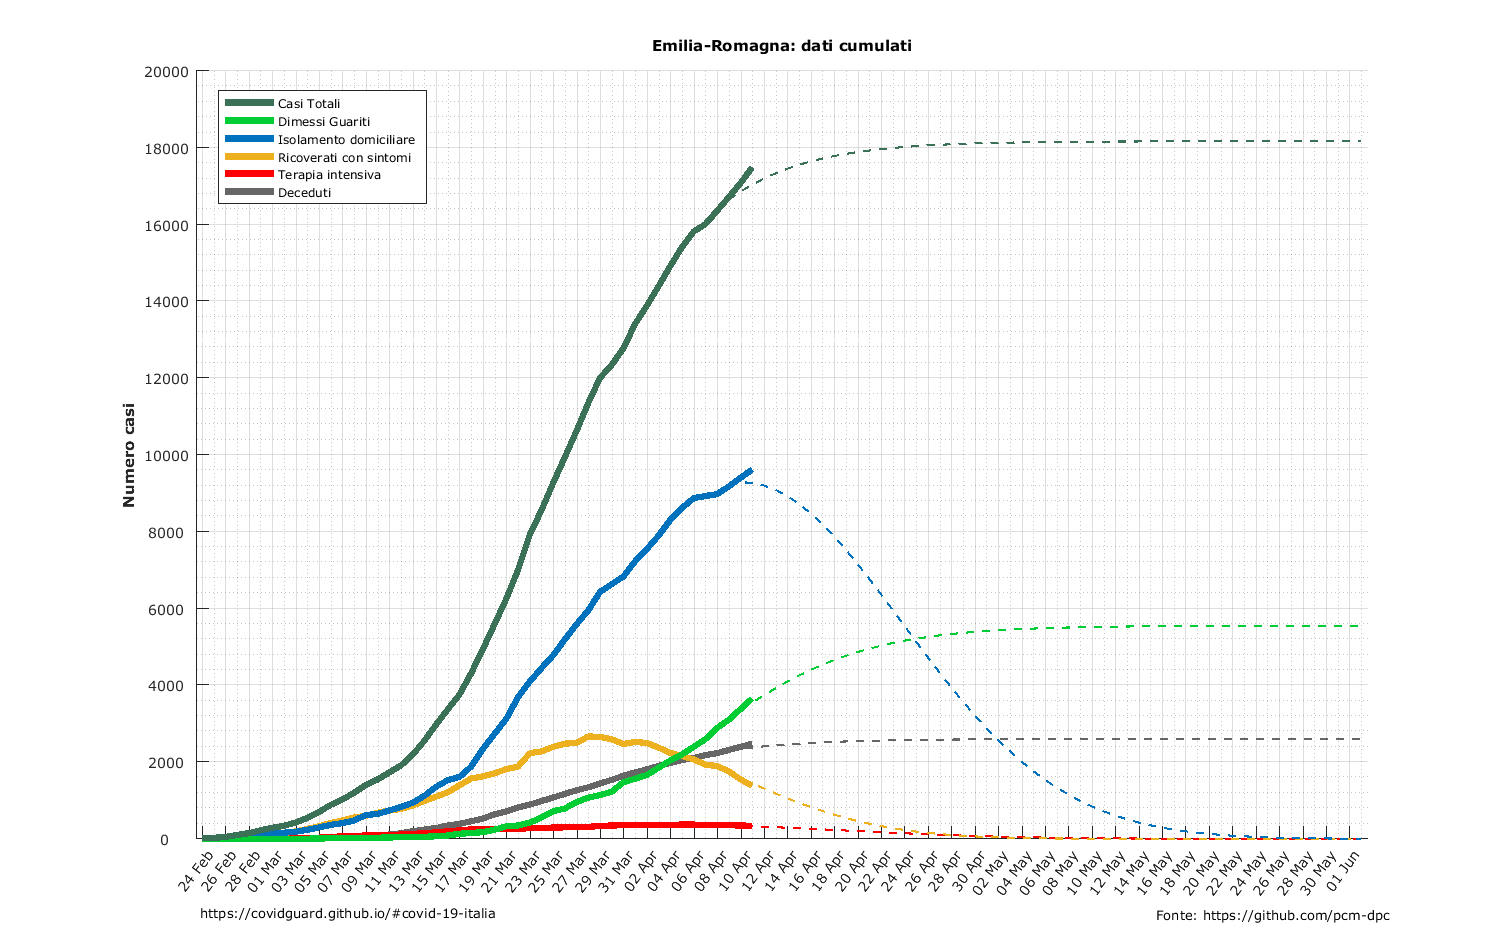 Emilia-Romagna: dati cumulati
20000
18000
16000
14000
12000
10000
8000
6000
4000
2000
0
Numero casi
Casi Totali
Dimessi Guariti
Isolamento domiciliare
Ricoverati con sintomi
Terapia intensiva
Deceduti
24 Feb
26 Feb
28 Feb
01 Mar
03 Mar
05 Mar
07 Mar
09 Mar
11 Mar
13 Mar
15 Mar
17 Mar
19 Mar
21 Mar
23 Mar
25 Mar
27 Mar
29 Mar
31 Mar
02 Apr
04 Apr
06 Apr
08 Apr
10 Apr
12 Apr
14 Apr
16 Apr
18 Apr
20 Apr
22 Apr
24 Apr
26 Apr
28 Apr
30 Apr
02 May
04 May
06 May
08 May
10 May
12 May
14 May
16 May
18 May
20 May
22 May
24 May
26 May
28 May
30 May
01 Jun
https://covidguard.github.io/#covid-19-italia
Fonte: https://github.com/pcm-dpc